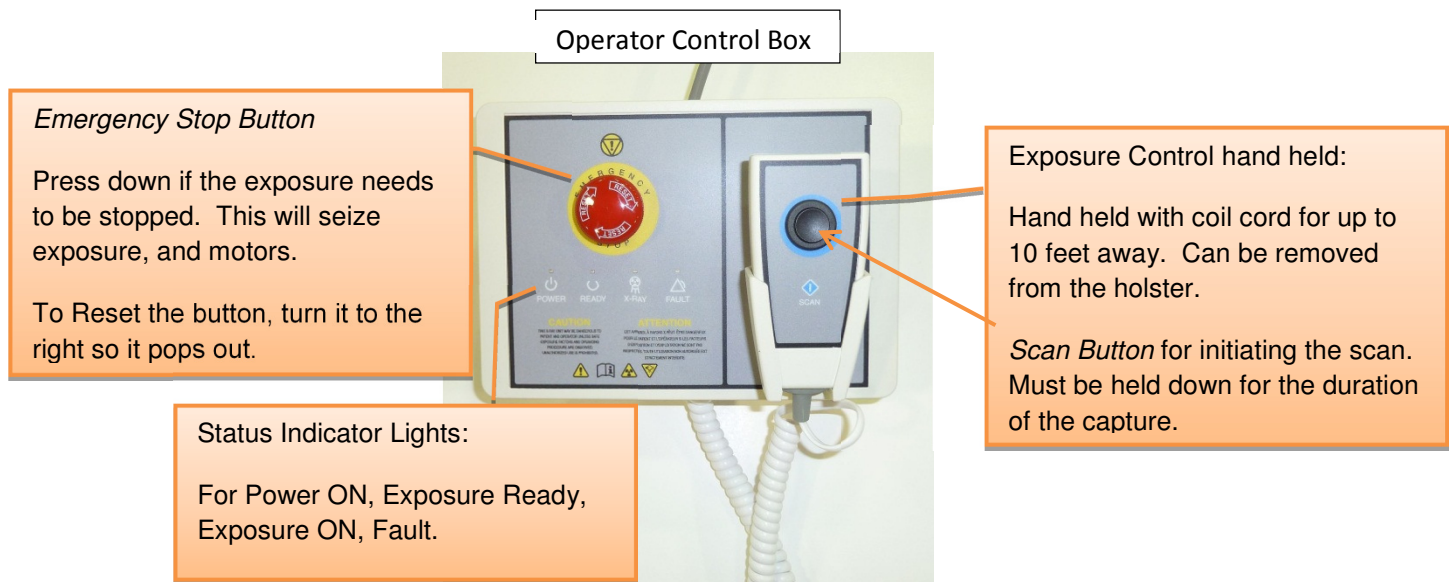 Operator Control Box
Emergency Stop Button
Press down if the exposure needs
to be stopped. This will seize
exposure, and motors.
To Reset the button, turn it to the
right so it pops out.
Status Indicator Lights:
For Power ON, Exposure Ready,
Exposure ON, Fault.
EMERGENCY
RESET RESET
RESET
STOP
POWER READY X-Ray FAULT
CAUTION ATTENTION
SCAN
Exposure Control hand held:
Hand held with coil cord for up to
10 feet away. Can be removed
from the holster.
Scan Button for initiating the scan.
Must be held down for the duration
of the capture.